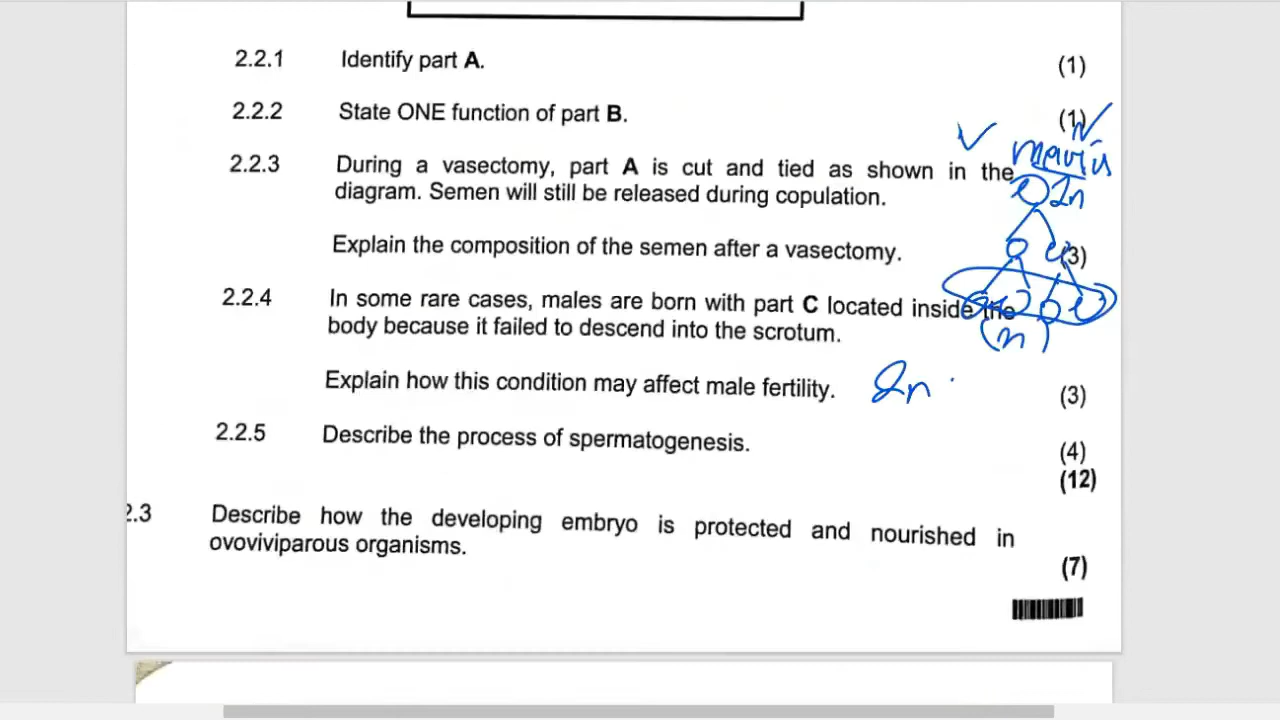 2.2.1 Identify part A. (1)
2.2.2 State ONE function of part B. (1)
2.2.3 During a vasectomy, part A is cut and tied as shown in the
diagram. Semen will still be released during copulation.
2n
Explain the composition of the semen after a vasectomy. (3)
2.2.4 In some rare cases, males are born with part C located inside the
body because it failed to descend into the scrotum.
(n)
Explain how this condition may affect male fertility. 2n (3)
2.2.5 Describe the process of spermatogenesis. (4)
(12)
2.3 Describe how the developing embryo is protected and nourished in
ovoviviparous organisms. (7)